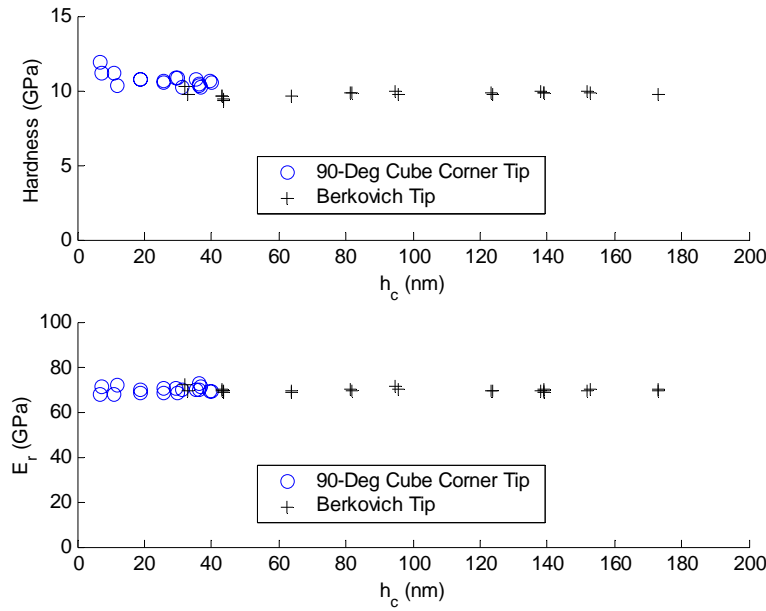 15
10
5
0
Hardness (GPa)
90-Deg Cube Corner Tip
Berkovich Tip
0 20 40 60 80 100 120 140 160 180 200
h_c (nm)
100
80
60
40
20
0
E_r (GPa)
90-Deg Cube Corner Tip
Berkovich Tip
0 20 40 60 80 100 120 140 160 180 200
h_c (nm)